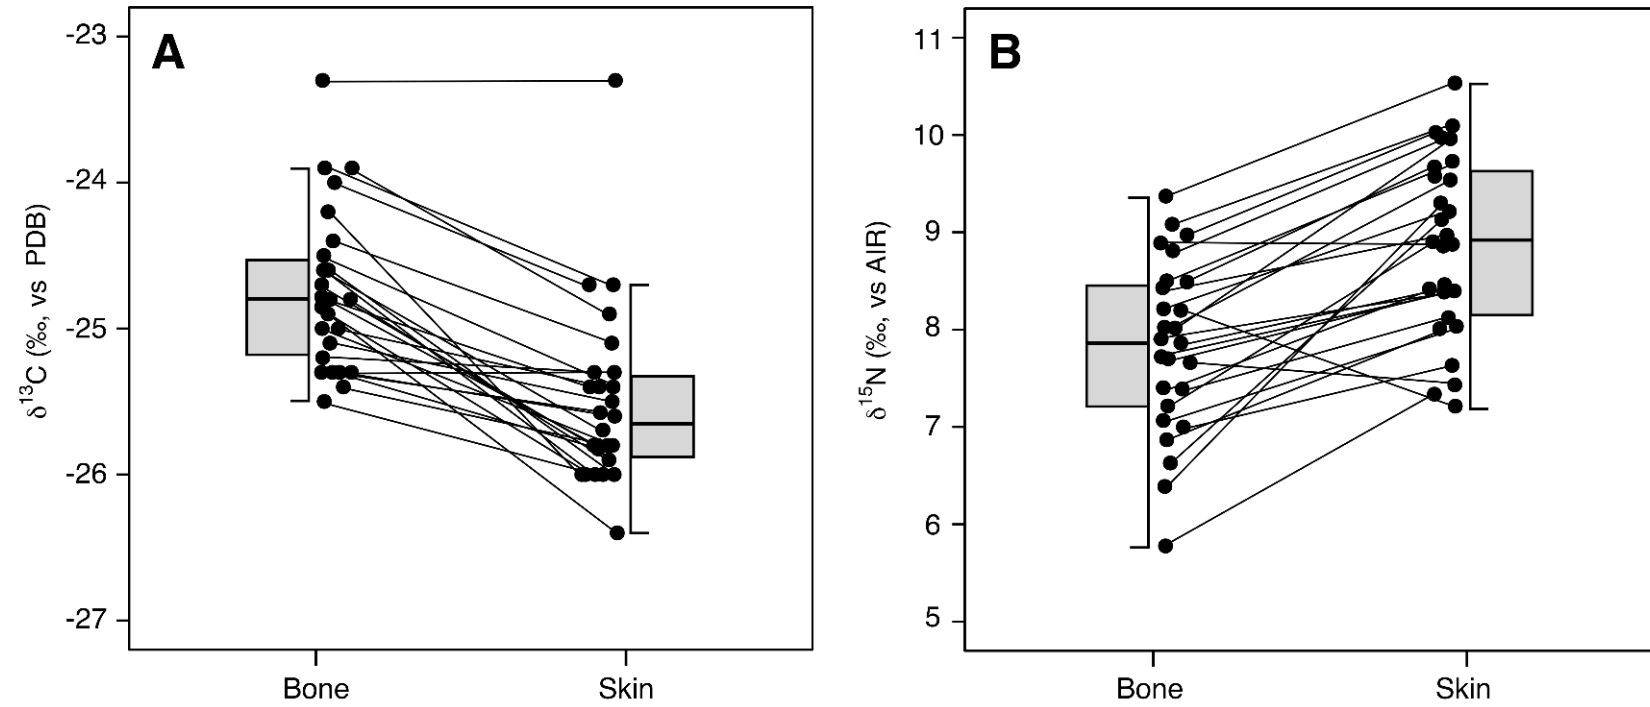 A
δ13C (‰, vs PDB)
-23
-24
-25
-26
-27
Bone
Skin
B
δ15N (‰, vs AIR)
11
10
9
8
7
6
5
Bone
Skin